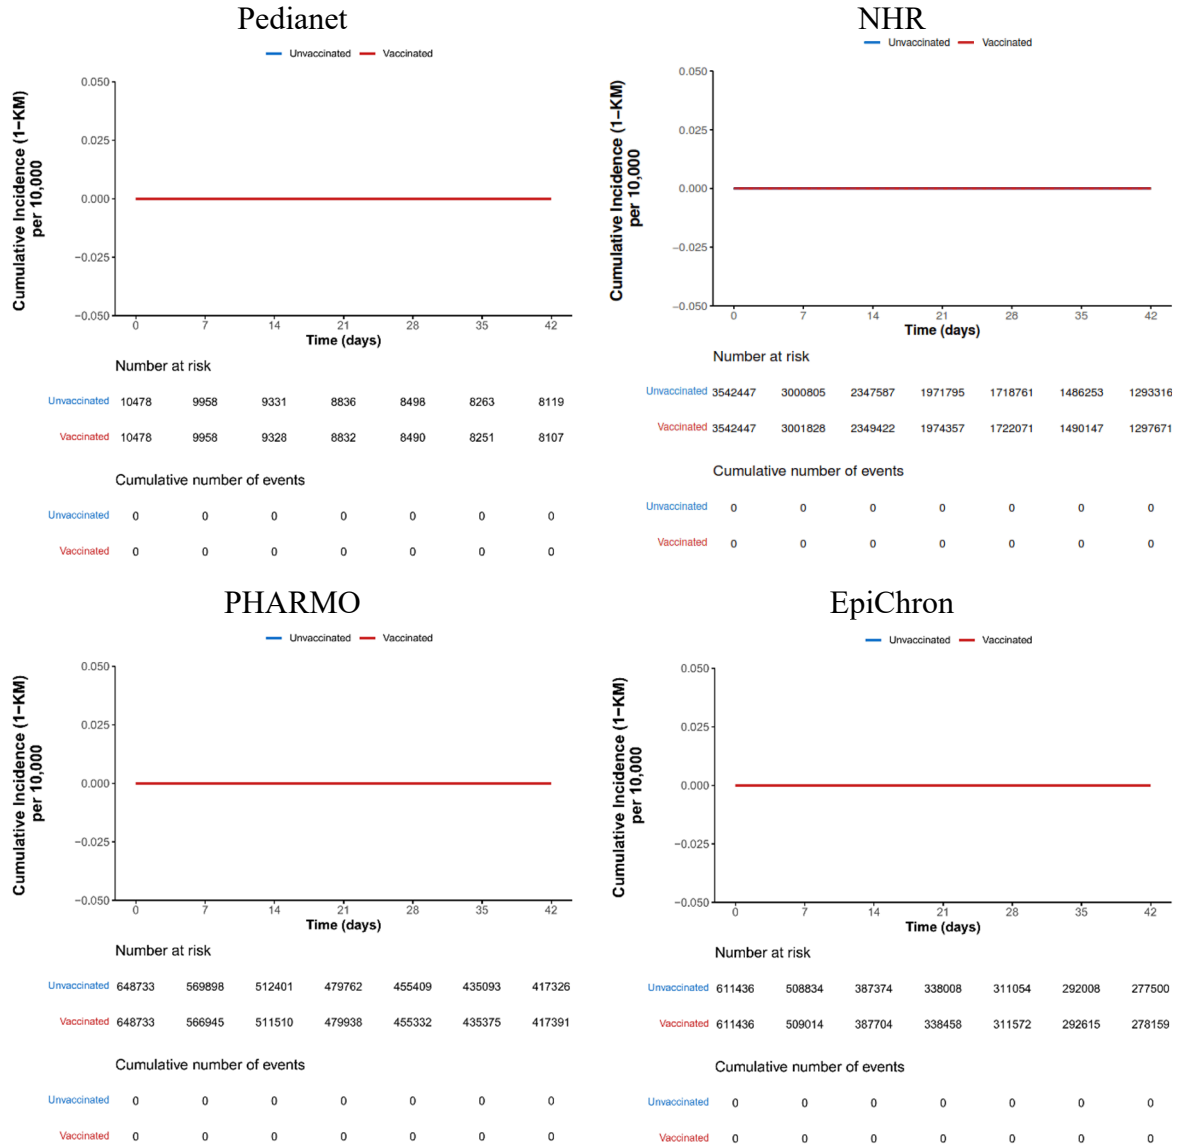 Pedianet
Unvaccinated Vaccinated
Cumulative Incidence (1−KM)
per 10,000
0.050
0.025
0.000
−0.025
−0.050
0 7 14 21 28 35 42
Time (days)
Number at risk
Unvaccinated 10478 9958 9331 8836 8498 8263 8119
Vaccinated 10478 9958 9328 8832 8490 8251 8107
Cumulative number of events
Unvaccinated 0 0 0 0 0 0 0
Vaccinated 0 0 0 0 0 0 0
NHR
Unvaccinated Vaccinated
Cumulative Incidence (1−KM)
per 10,000
0.050
0.025
0.000
−0.025
−0.050
0 7 14 21 28 35 42
Time (days)
Number at risk
Unvaccinated 3542447 3000805 2347587 1971795 1718761 1486253 1293316
Vaccinated 3542447 3001828 2349422 1974357 1722071 1490147 1297671
Cumulative number of events
Unvaccinated 0 0 0 0 0 0 0
Vaccinated 0 0 0 0 0 0 0
PHARMO
Unvaccinated Vaccinated
Cumulative Incidence (1−KM)
per 10,000
0.050
0.025
0.000
−0.025
−0.050
0 7 14 21 28 35 42
Time (days)
Number at risk
Unvaccinated 648733 569898 512401 479762 455409 435093 417326
Vaccinated 648733 566945 511510 479938 455332 435375 417391
Cumulative number of events
Unvaccinated 0 0 0 0 0 0 0
Vaccinated 0 0 0 0 0 0 0
EpiChron
Unvaccinated Vaccinated
Cumulative Incidence (1−KM)
per 10,000
0.050
0.025
0.000
−0.025
−0.050
0 7 14 21 28 35 42
Time (days)
Number at risk
Unvaccinated 611436 508834 387374 338008 311054 292008 277500
Vaccinated 611436 509014 387704 338458 311572 292615 278159
Cumulative number of events
Unvaccinated 0 0 0 0 0 0 0
Vaccinated 0 0 0 0 0 0 0